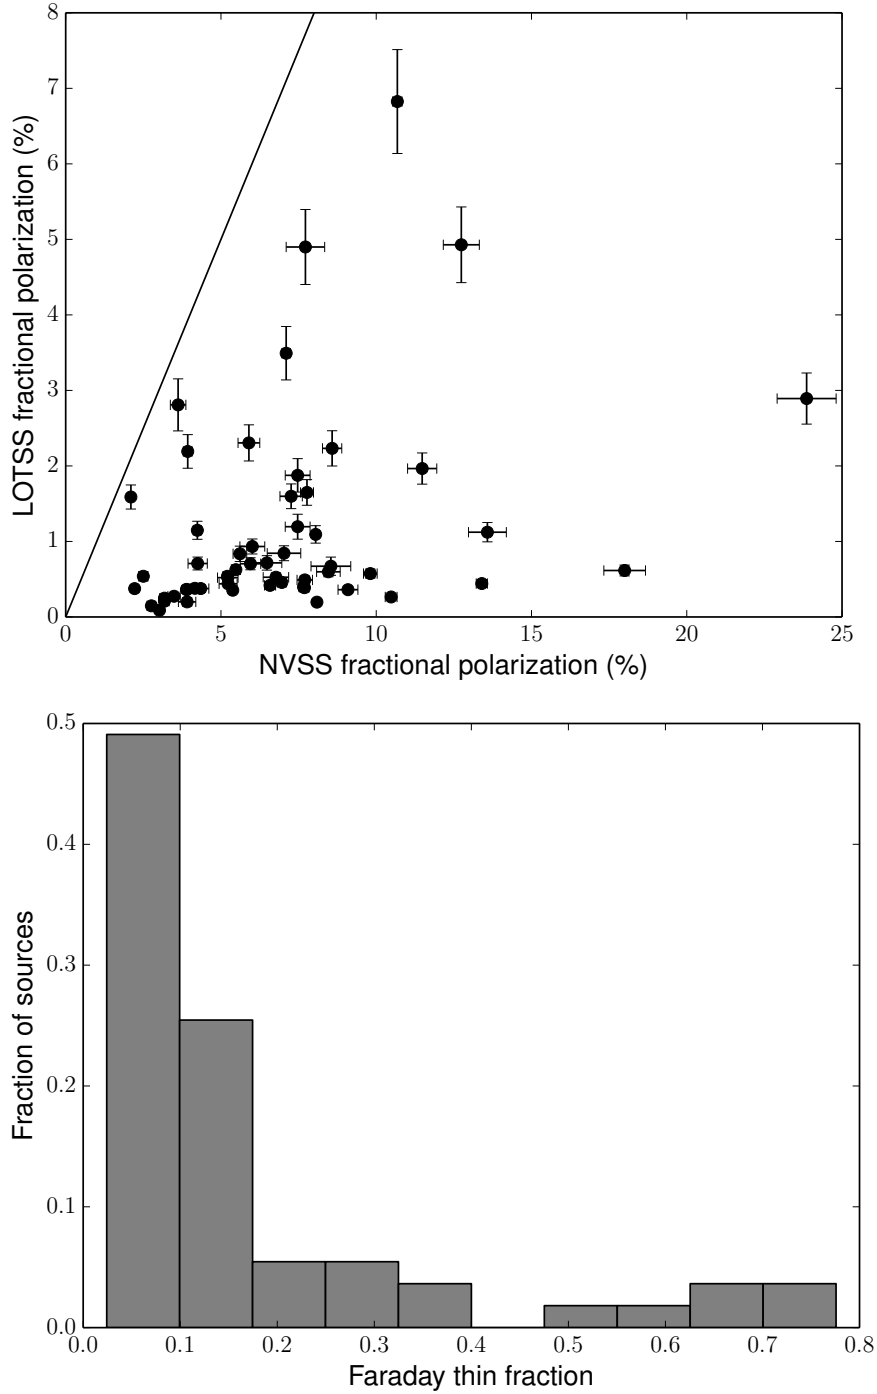 8
7
6
5
4
3
2
1
0
LOTSS fractional polarization (%)
0 5 10 15 20 25
NVSS fractional polarization (%)
0.5
0.4
0.3
0.2
0.1
0.0
Fraction of sources
0.0 0.1 0.2 0.3 0.4 0.5 0.6 0.7 0.8
Faraday thin fraction